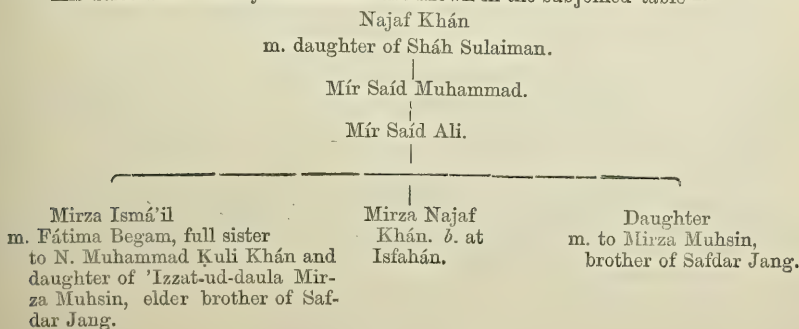 Najaf Khán
m. daughter of Sháh Sulaiman.
Mír Saíd Muhammad.
Mír Saíd Ali.
Mirza Ismá'il
m. Fátima Begam, full sister
to N. Muhammad Ḳuli Khán and
daughter of 'Izzat-ud-daula Mir-
za Muhsin, elder brother of Saf-
dar Jang.
Mirza Najaf
Khán. b. at
Isfahán.
Daughter
m. to Mirza Muhsin,
brother of Safdar Jang.